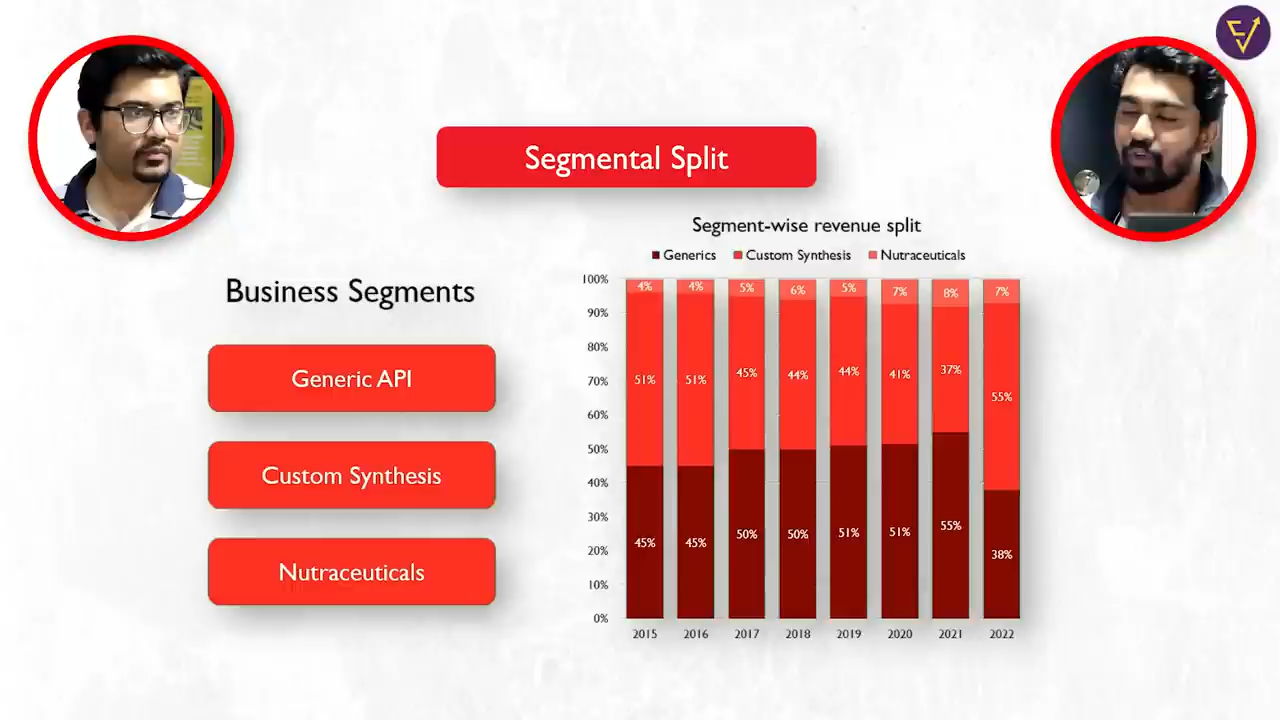 Segmental Split
Business Segments
Generic API
Custom Synthesis
Nutraceuticals
Segment-wise revenue split
Generics Custom Synthesis Nutraceuticals
100%
90%
80%
70%
60%
50%
40%
30%
20%
10%
0%
4% 4% 5% 6% 5% 7% 8% 7%
51% 51% 45% 44% 44% 41% 37% 55%
45% 45% 50% 50% 51% 51% 55% 38%
2015 2016 2017 2018 2019 2020 2021 2022